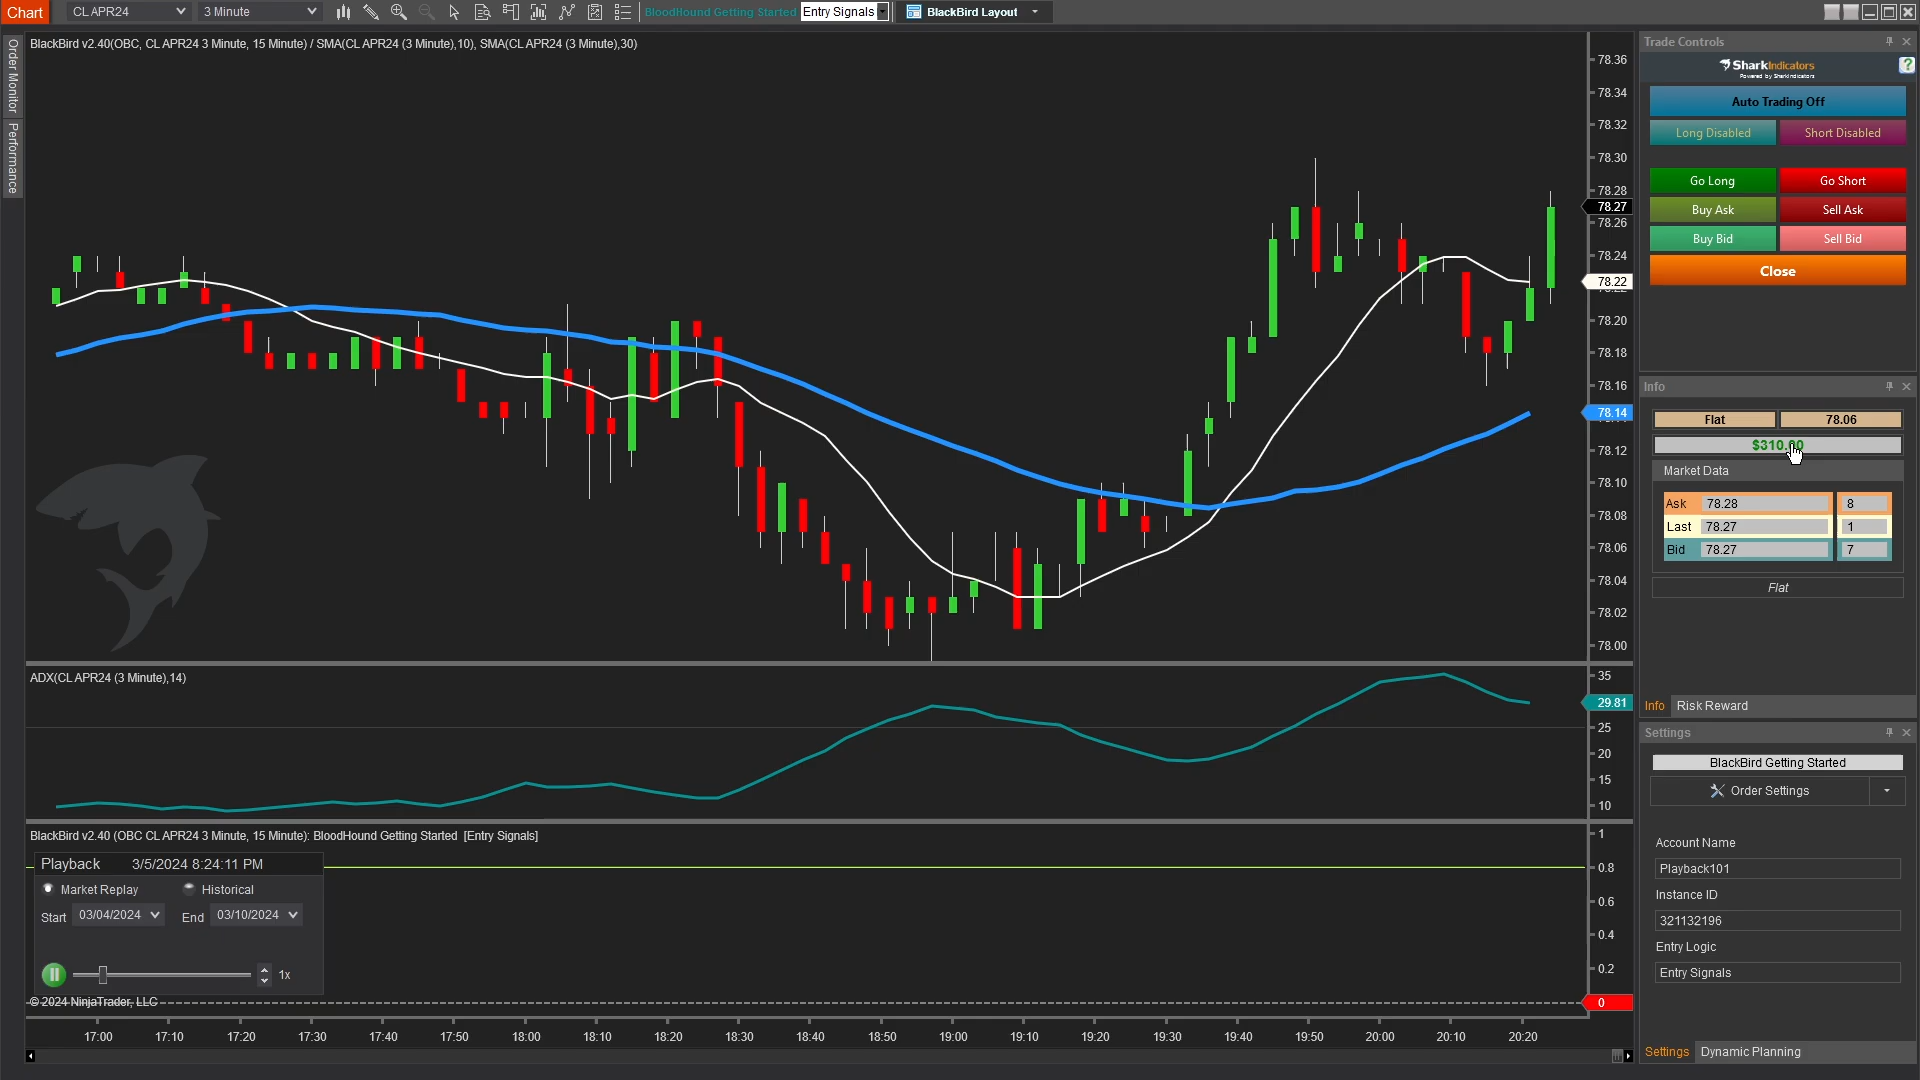 Chart CL APR24 3 Minute BloodHound Getting Started Entry Signals BlackBird Layout
Order Monitor
Performance
BlackBird v2.40(OBC, CL APR24 3 Minute, 15 Minute) / SMA(CL APR24 (3 Minute),10), SMA(CL APR24 (3 Minute),30)
78.36
78.34
78.32
78.30
78.28
78.27
78.26
78.24
78.22
78.20
78.18
78.16
78.14
78.12
78.10
78.08
78.06
78.04
78.02
78.00
ADX(CL APR24 (3 Minute),14)
35
29.81
25
20
15
10
BlackBird v2.40 (OBC CL APR24 3 Minute, 15 Minute): BloodHound Getting Started [Entry Signals]
1
0.8
0.6
0.4
0.2
0
Playback 3/5/2024 8:24:11 PM
Market Replay Historical
Start 03/04/2024 End 03/10/2024
1x
© 2024 NinjaTrader, LLC
17:00 17:10 17:20 17:30 17:40 17:50 18:00 18:10 18:20 18:30 18:40 18:50 19:00 19:10 19:20 19:30 19:40 19:50 20:00 20:10 20:20
Trade Controls
SharkIndicators
Powered by SharkIndicators
?
Auto Trading Off
Long Disabled Short Disabled
Go Long Go Short
Buy Ask Sell Ask
Buy Bid Sell Bid
Close
Info
Flat 78.06
$310.00
Market Data
Ask 78.28 8
Last 78.27 1
Bid 78.27 7
Flat
Info Risk Reward
Settings
BlackBird Getting Started
Order Settings
Account Name
Playback101
Instance ID
321132196
Entry Logic
Entry Signals
Settings Dynamic Planning